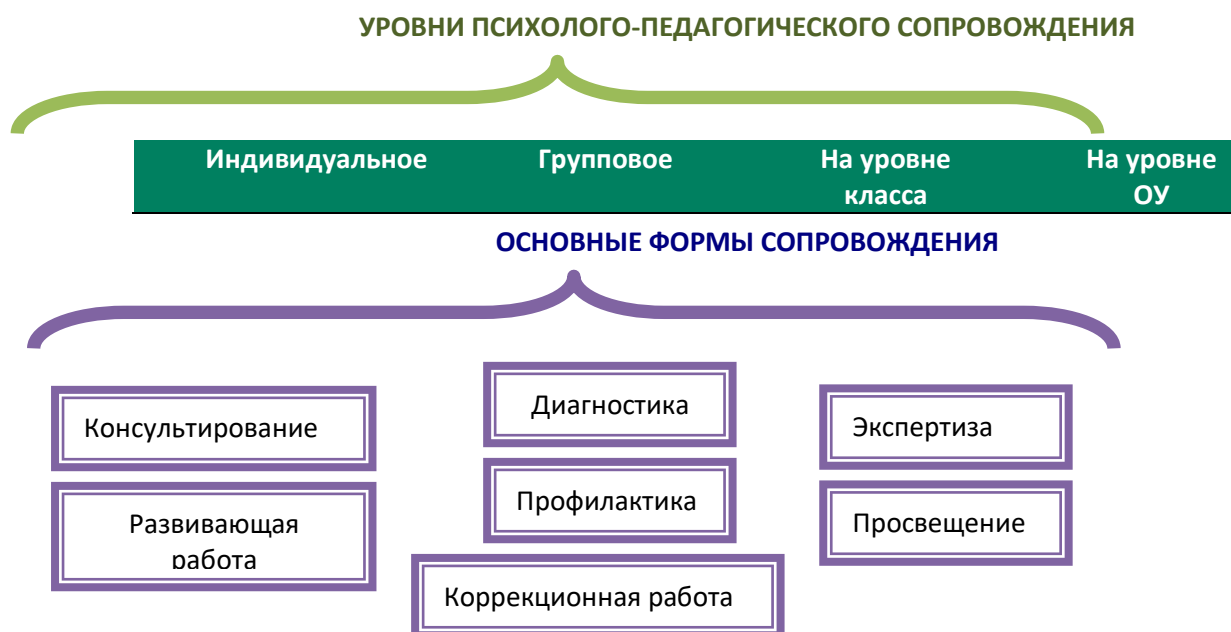 УРОВНИ ПСИХОЛОГО-ПЕДАГОГИЧЕСКОГО СОПРОВОЖДЕНИЯ
Индивидуальное
Групповое
На уровне
класса
На уровне
ОУ
ОСНОВНЫЕ ФОРМЫ СОПРОВОЖДЕНИЯ
Консультирование
Диагностика
Экспертиза
Развивающая
работа
Профилактика
Просвещение
Коррекционная работа